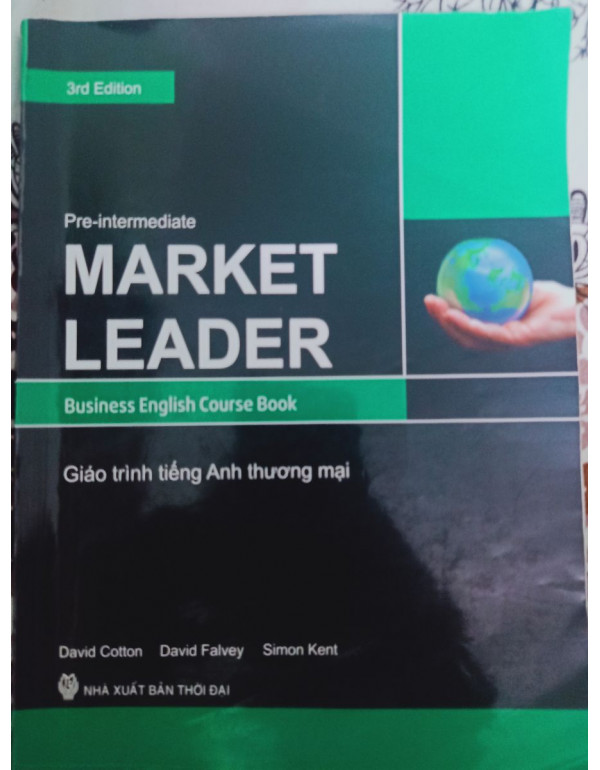 3rd Edition
Pre-intermediate
MARKET
LEADER
Business English Course Book
Giáo trình tiếng Anh thương mại
David Cotton David Falvey Simon Kent
NHÀ XUẤT BẢN THỜI ĐẠI